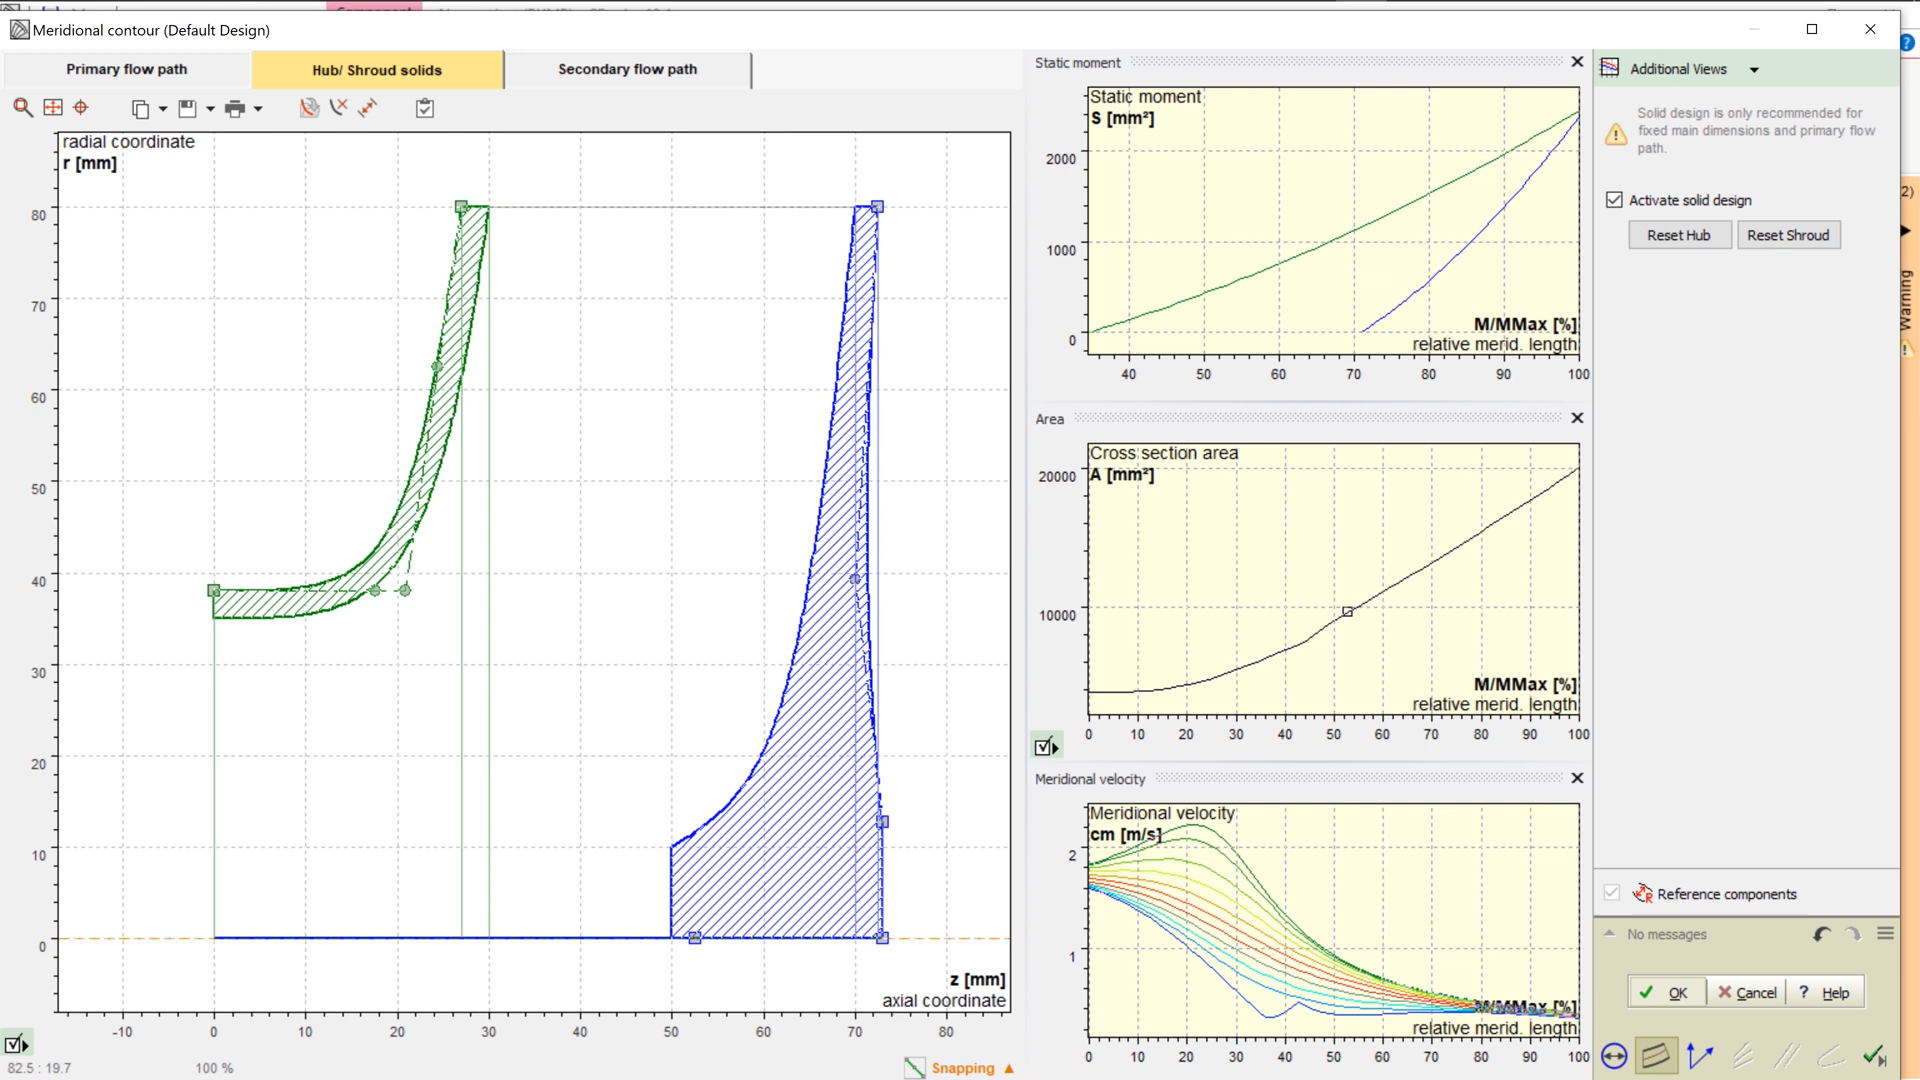 Meridional contour (Default Design)
Primary flow path
Hub/ Shroud solids
Secondary flow path
radial coordinate
r [mm]
80
70
60
50
40
30
20
10
0
z [mm]
axial coordinate
-10 0 10 20 30 40 50 60 70 80
82.5 : 19.7
100 %
Snapping
Static moment
Static moment
S [mm²]
2000
1000
0
M/MMax [%]
relative merid. length
40 50 60 70 80 90 100
Area
Cross section area
A [mm²]
20000
10000
M/MMax [%]
relative merid. length
0 10 20 30 40 50 60 70 80 90 100
Meridional velocity
Meridional velocity
cm [m/s]
2
1
M/MMax [%]
relative merid. length
0 10 20 30 40 50 60 70 80 90 100
Additional Views
Solid design is only recommended for
fixed main dimensions and primary flow
path.
Activate solid design
Reset Hub
Reset Shroud
Reference components
No messages
OK
Cancel
? Help
2)
Warning